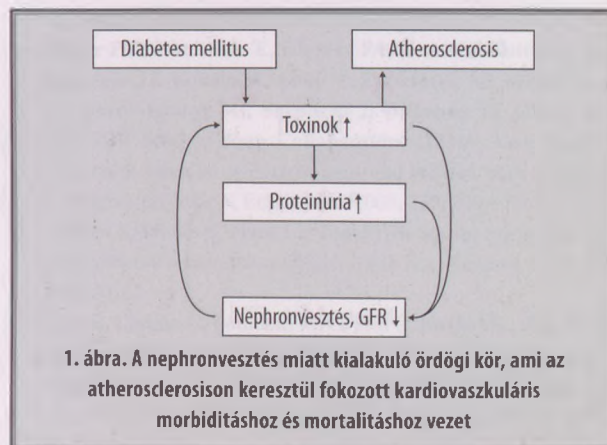 Diabetes mellitus
Atherosclerosis
Toxinok ↑
Proteinuria ↑
Nephronvesztés, GFR ↓
1. ábra. A nephronvesztés miatt kialakuló ördögi kör, ami az
atherosclerosison keresztül fokozott kardiovaszkuláris
morbiditáshoz és mortalitáshoz vezet